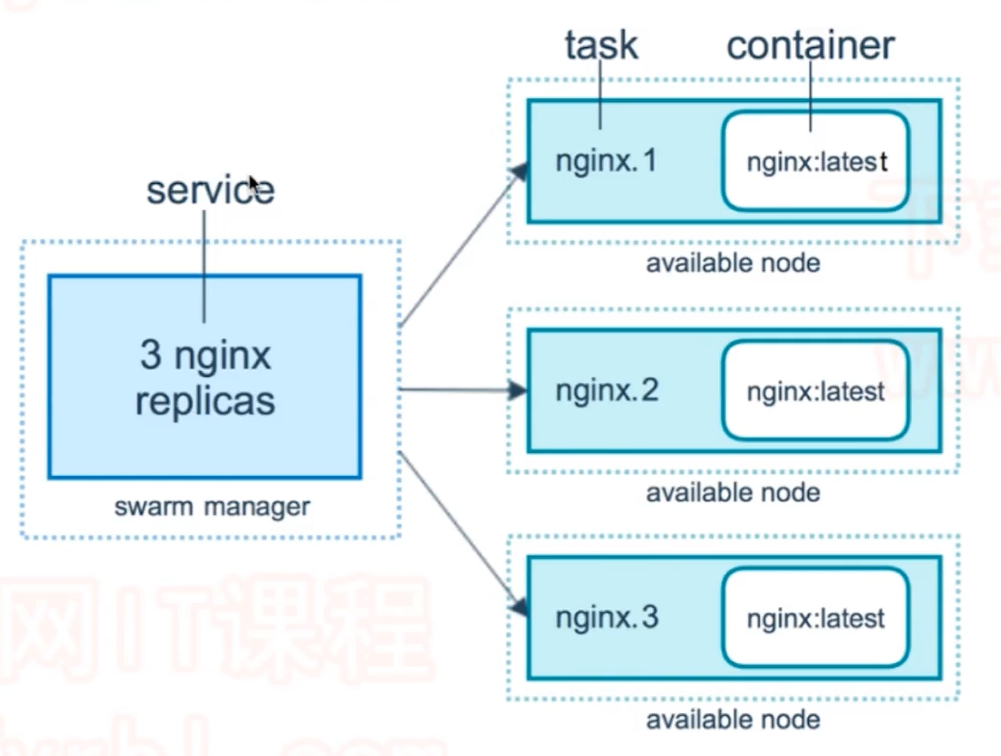 task
container
nginx.1
nginx:latest
available node
service
3 nginx
replicas
swarm manager
nginx.2
nginx:latest
available node
nginx.3
nginx:latest
available node
网IT课程